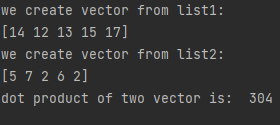 we create vector from list1:
[14 12 13 15 17]
we create vector from list2:
[5 7 2 6 2]
dot product of two vector is:  304